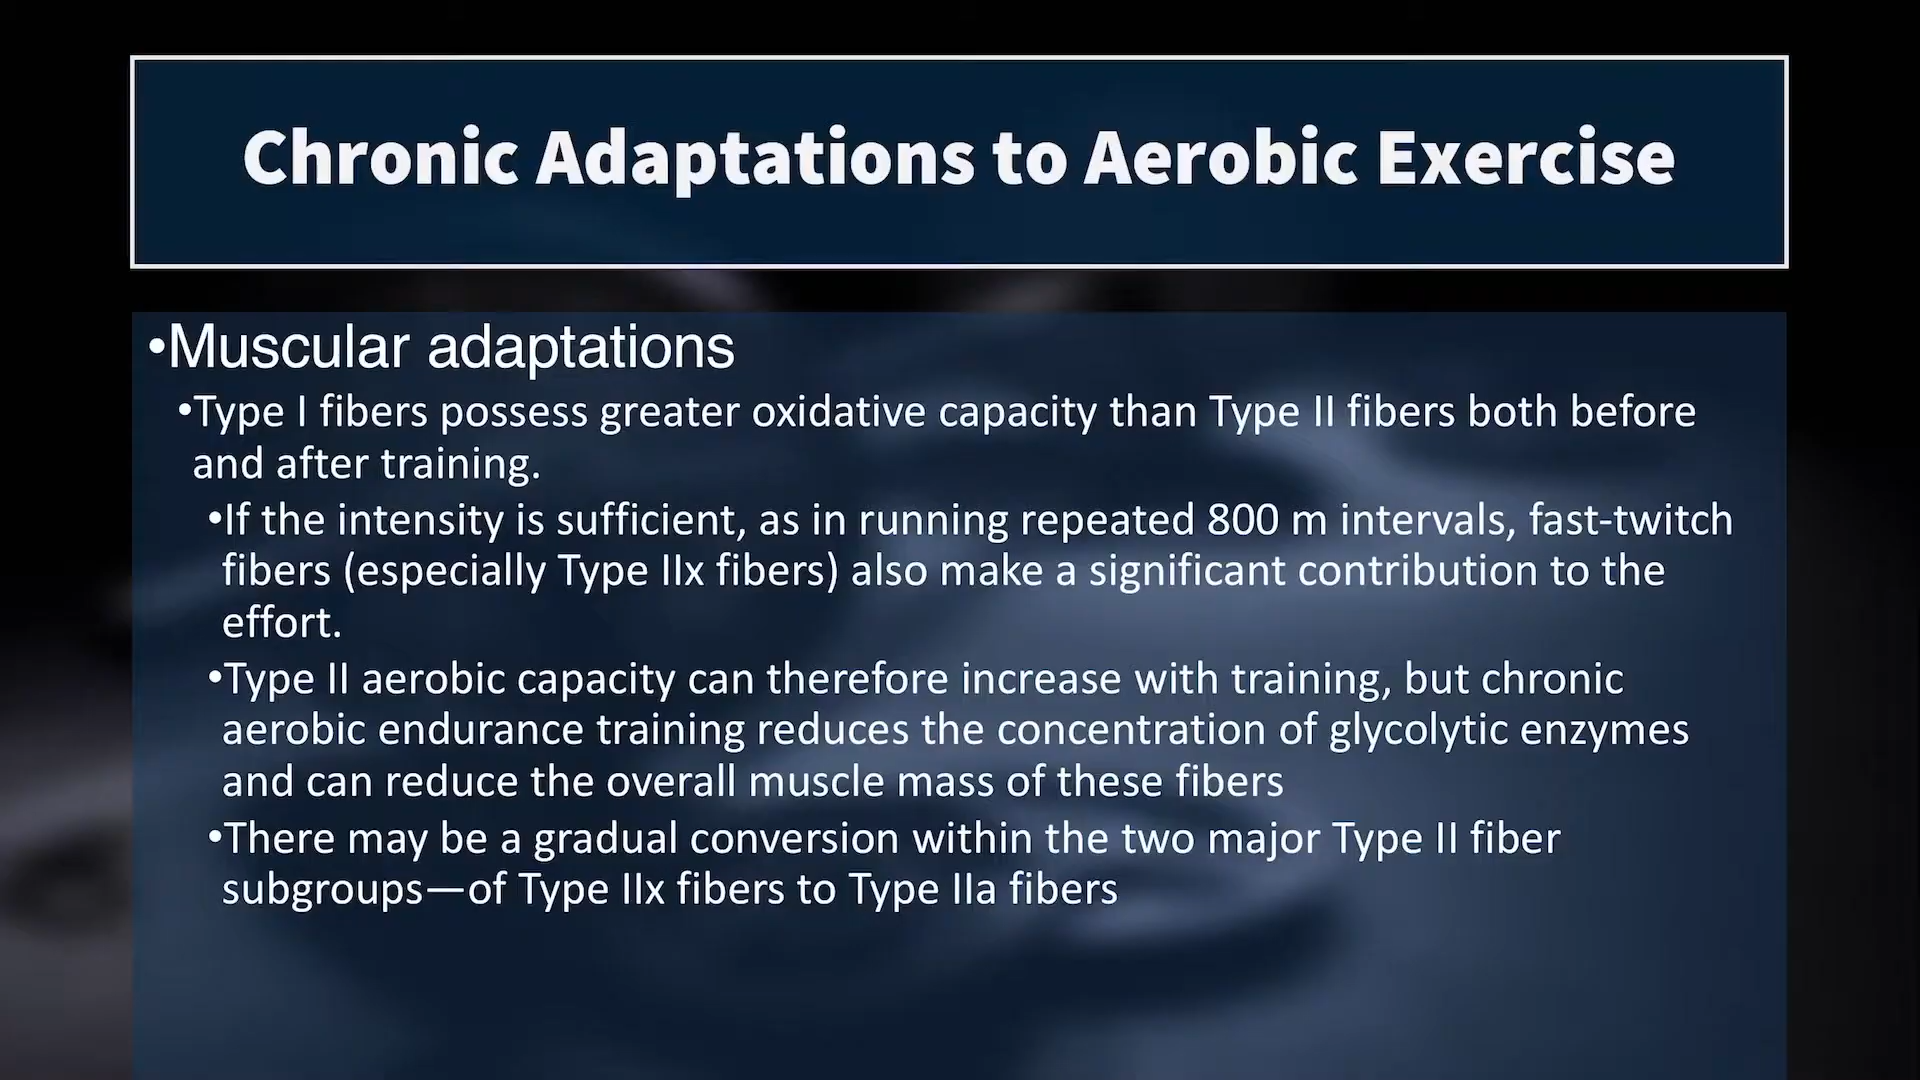 Chronic Adaptations to Aerobic Exercise
•Muscular adaptations
•Type I fibers possess greater oxidative capacity than Type II fibers both before
and after training.
•If the intensity is sufficient, as in running repeated 800 m intervals, fast-twitch
fibers (especially Type IIx fibers) also make a significant contribution to the
effort.
•Type II aerobic capacity can therefore increase with training, but chronic
aerobic endurance training reduces the concentration of glycolytic enzymes
and can reduce the overall muscle mass of these fibers
•There may be a gradual conversion within the two major Type II fiber
subgroups—of Type IIx fibers to Type IIa fibers